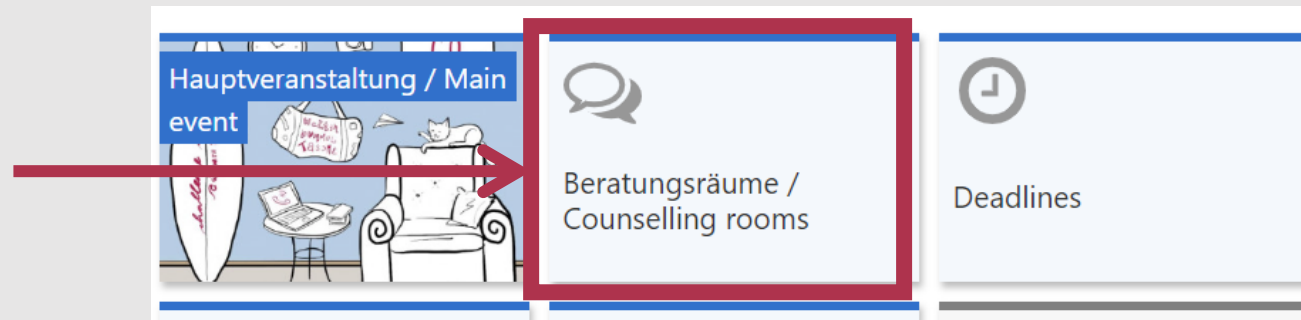 Hauptveranstaltung / Main
event
Beratungsräume /
Counselling rooms
Deadlines